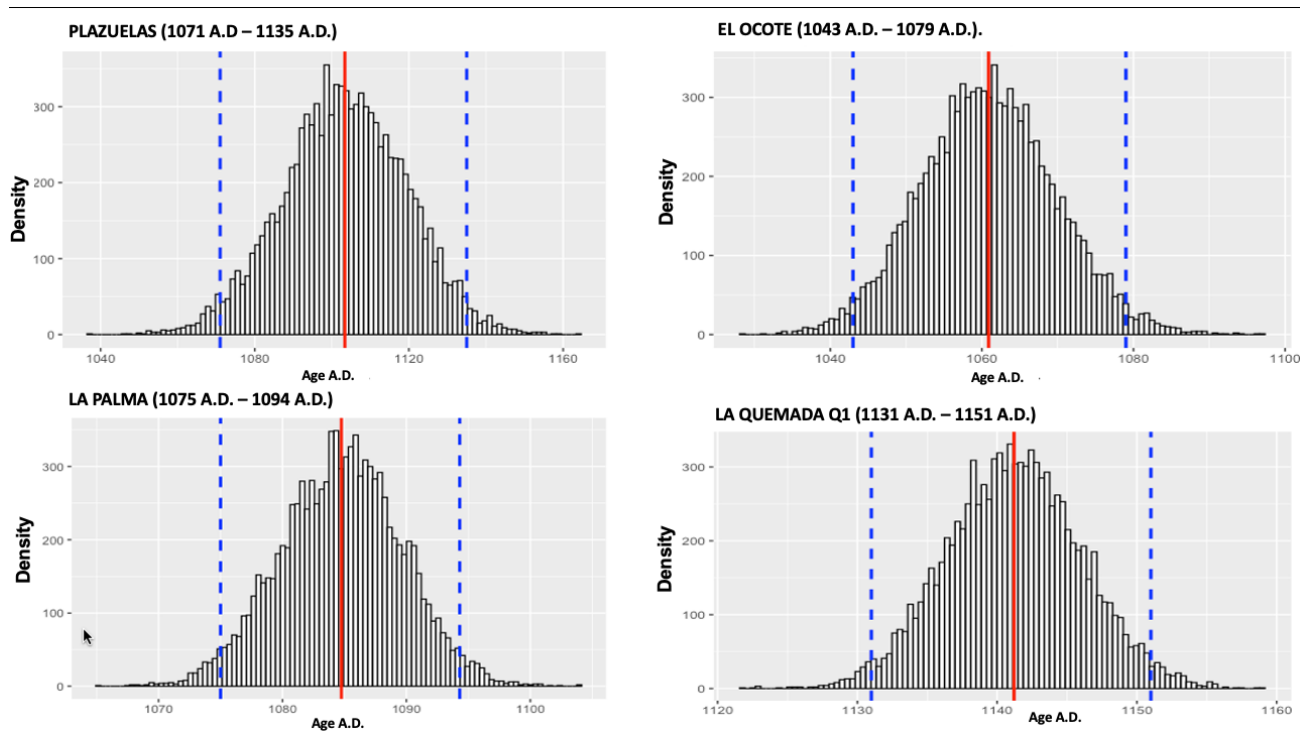 PLAZUELAS (1071 A.D – 1135 A.D.)
300
200
100
0
Density
1040
1080
1120
1160
Age A.D.
EL OCOTE (1043 A.D. – 1079 A.D.).
300
200
100
0
Density
1040
1060
1080
1100
Age A.D.
LA PALMA (1075 A.D. – 1094 A.D.)
300
200
100
0
Density
1070
1080
1090
1100
Age A.D.
LA QUEMADA Q1 (1131 A.D. – 1151 A.D.)
300
200
100
0
Density
1120
1130
1140
1150
1160
Age A.D.